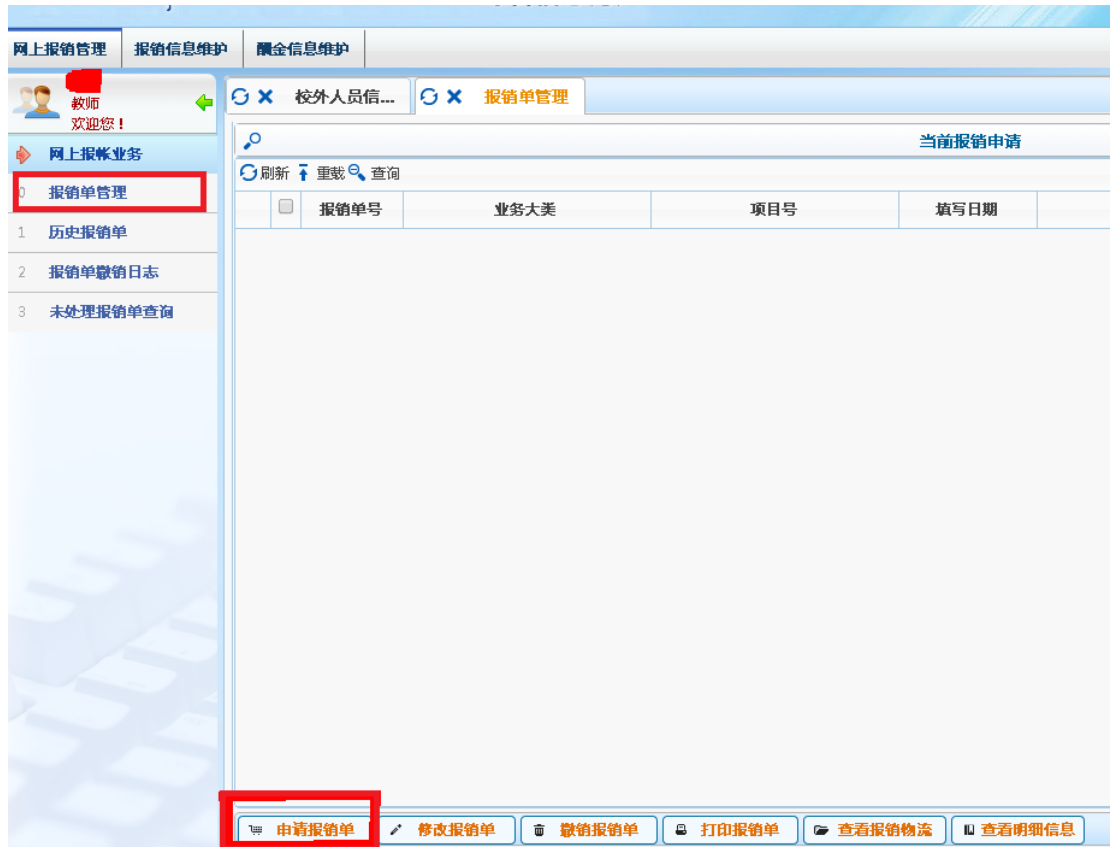 网上报销管理 报销信息维护 酬金信息维护
教师
欢迎您！
网上报帐业务
0 报销单管理
1 历史报销单
2 报销单撤销日志
3 未处理报销单查询
校外人员信... 报销单管理
当前报销申请
刷新 重载 查询
报销单号 业务大类 项目号 填写日期
申请报销单 修改报销单 撤销报销单 打印报销单 查看报销物流 查看明细信息